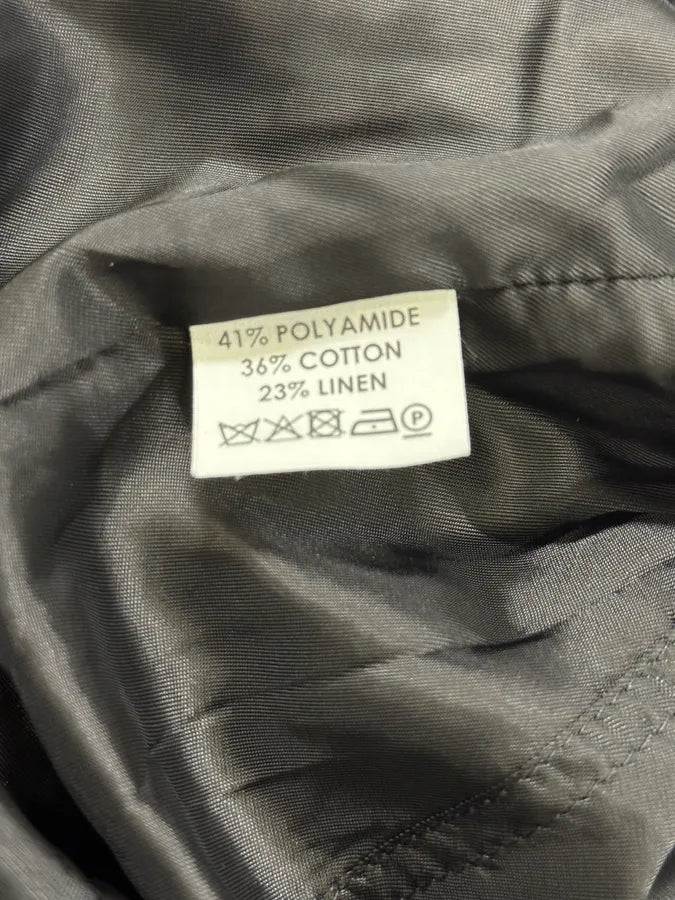 41% POLYAMIDE
36% COTTON
23% LINEN
P